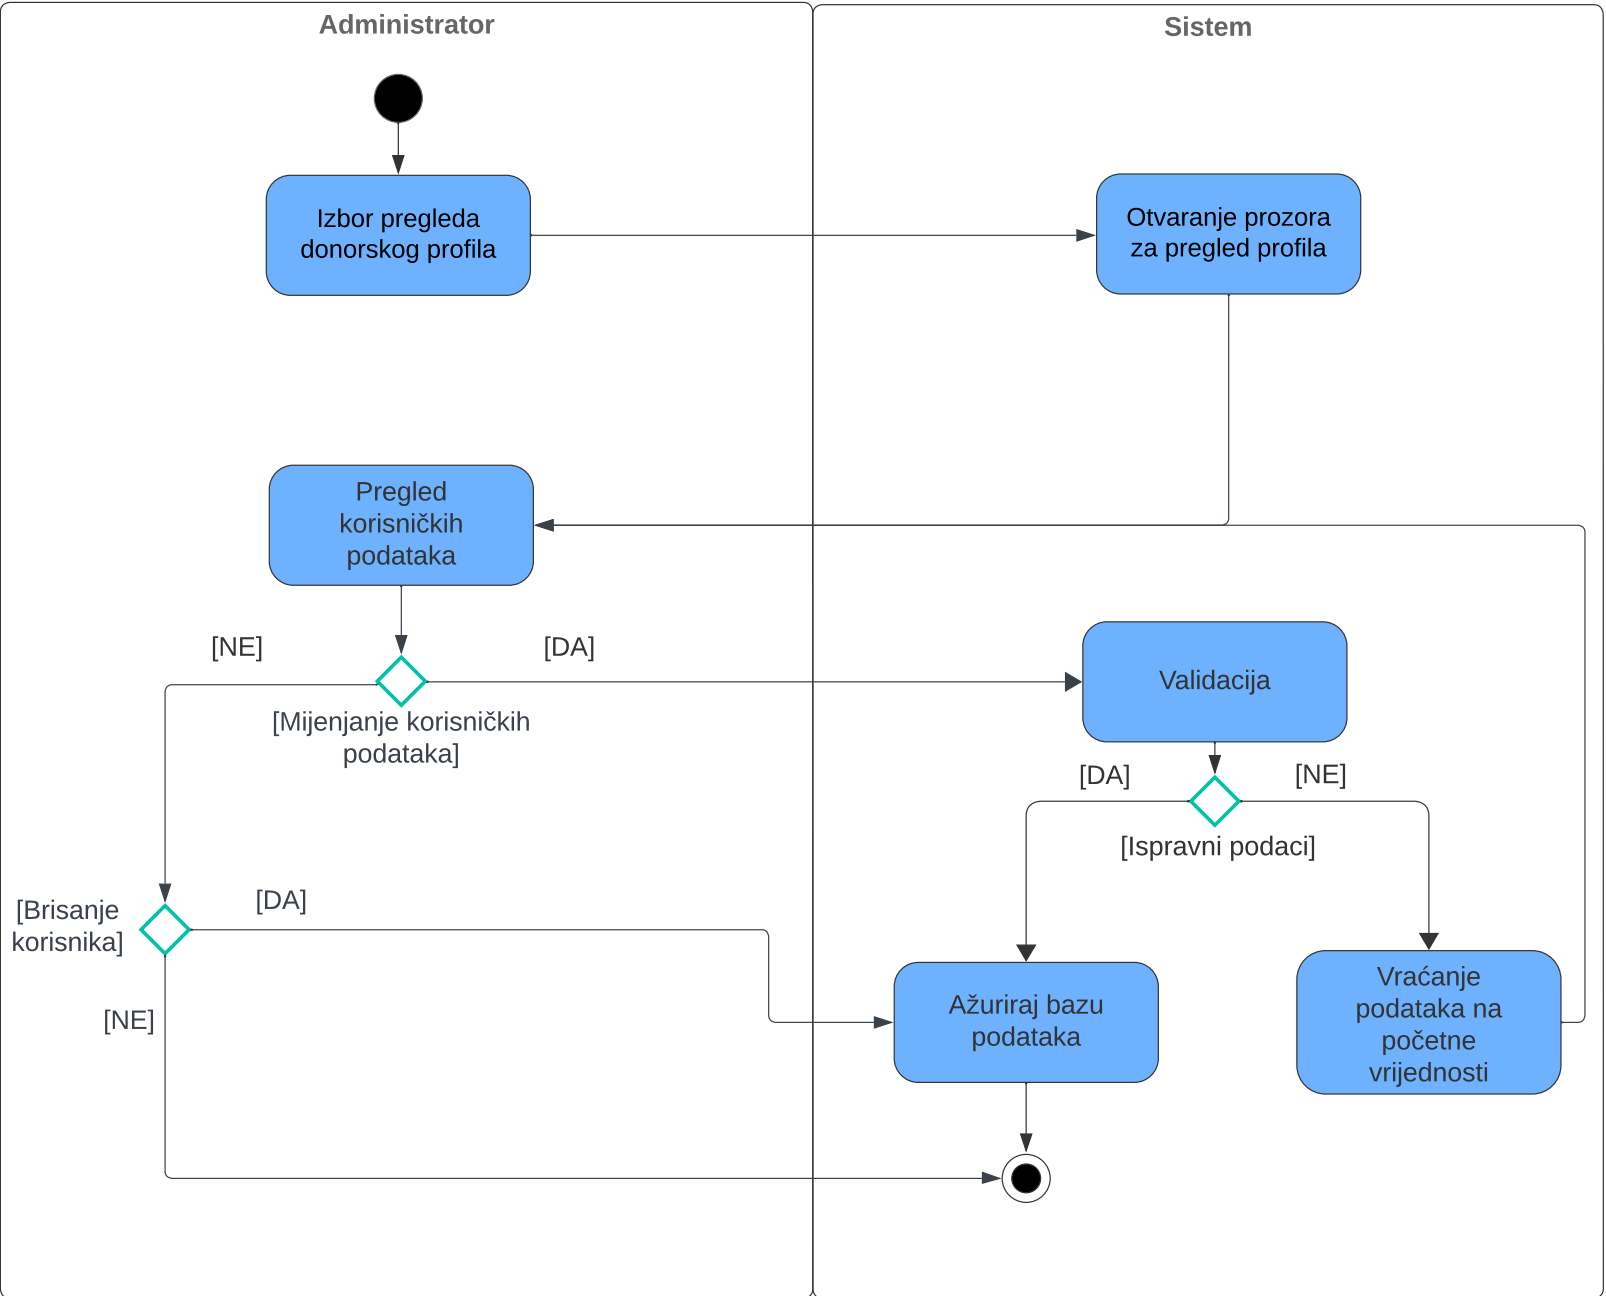 Administrator
Sistem
Izbor pregleda
donorskog profila
Otvaranje prozora
za pregled profila
Pregled
korisničkih
podataka
[NE]
[DA]
[Mijenjanje korisničkih
podataka]
Validacija
[DA]
[NE]
[Ispravni podaci]
[Brisanje
korisnika]
[DA]
[NE]
Ažuriraj bazu
podataka
Vraćanje
podataka na
početne
vrijednosti